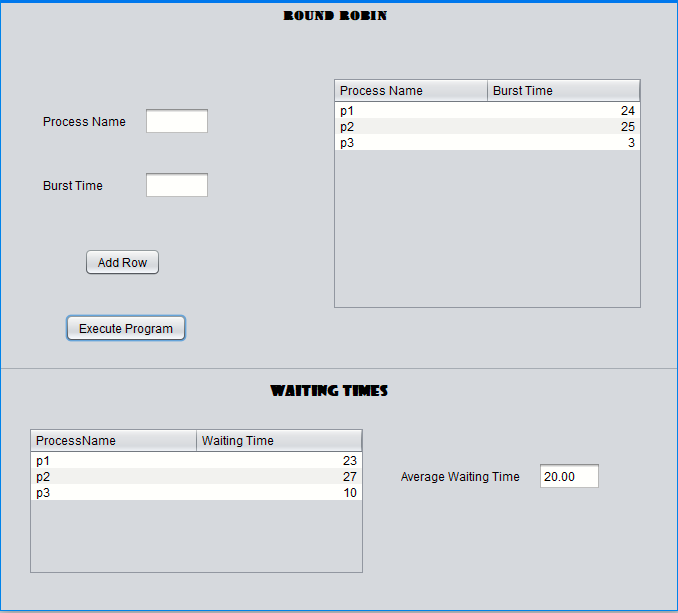 ROUND ROBIN
Process Name Burst Time
p1 24
p2 25
p3 3
Process Name
Burst Time
Add Row
Execute Program
WAITING TIMES
ProcessName Waiting Time
p1 23
p2 27
p3 10
Average Waiting Time 20.00